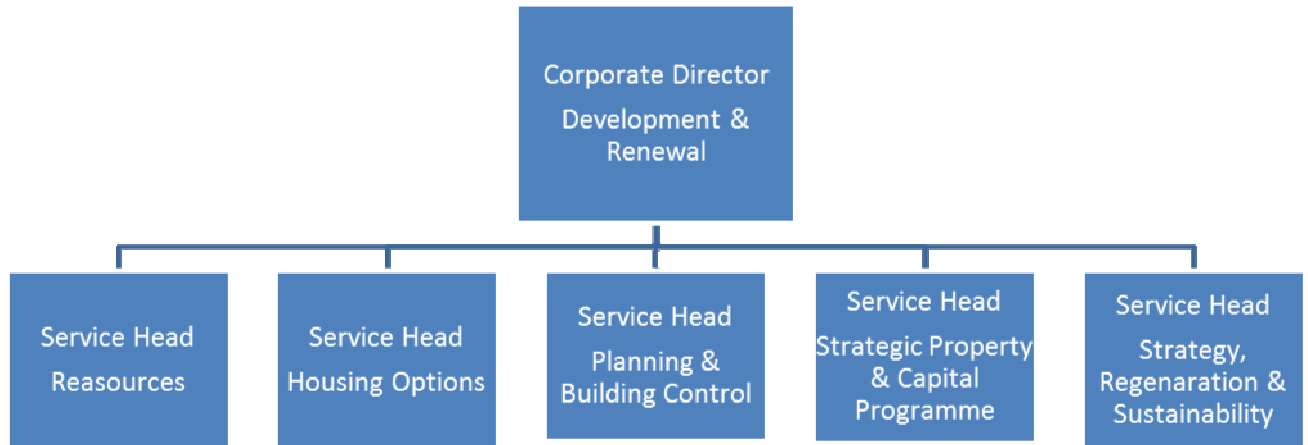 Corporate Director
Development &
Renewal
Service Head
Reasources
Service Head
Housing Options
Service Head
Planning &
Building Control
Service Head
Strategic Property
& Capital
Programme
Service Head
Strategy,
Regenaration &
Sustainability